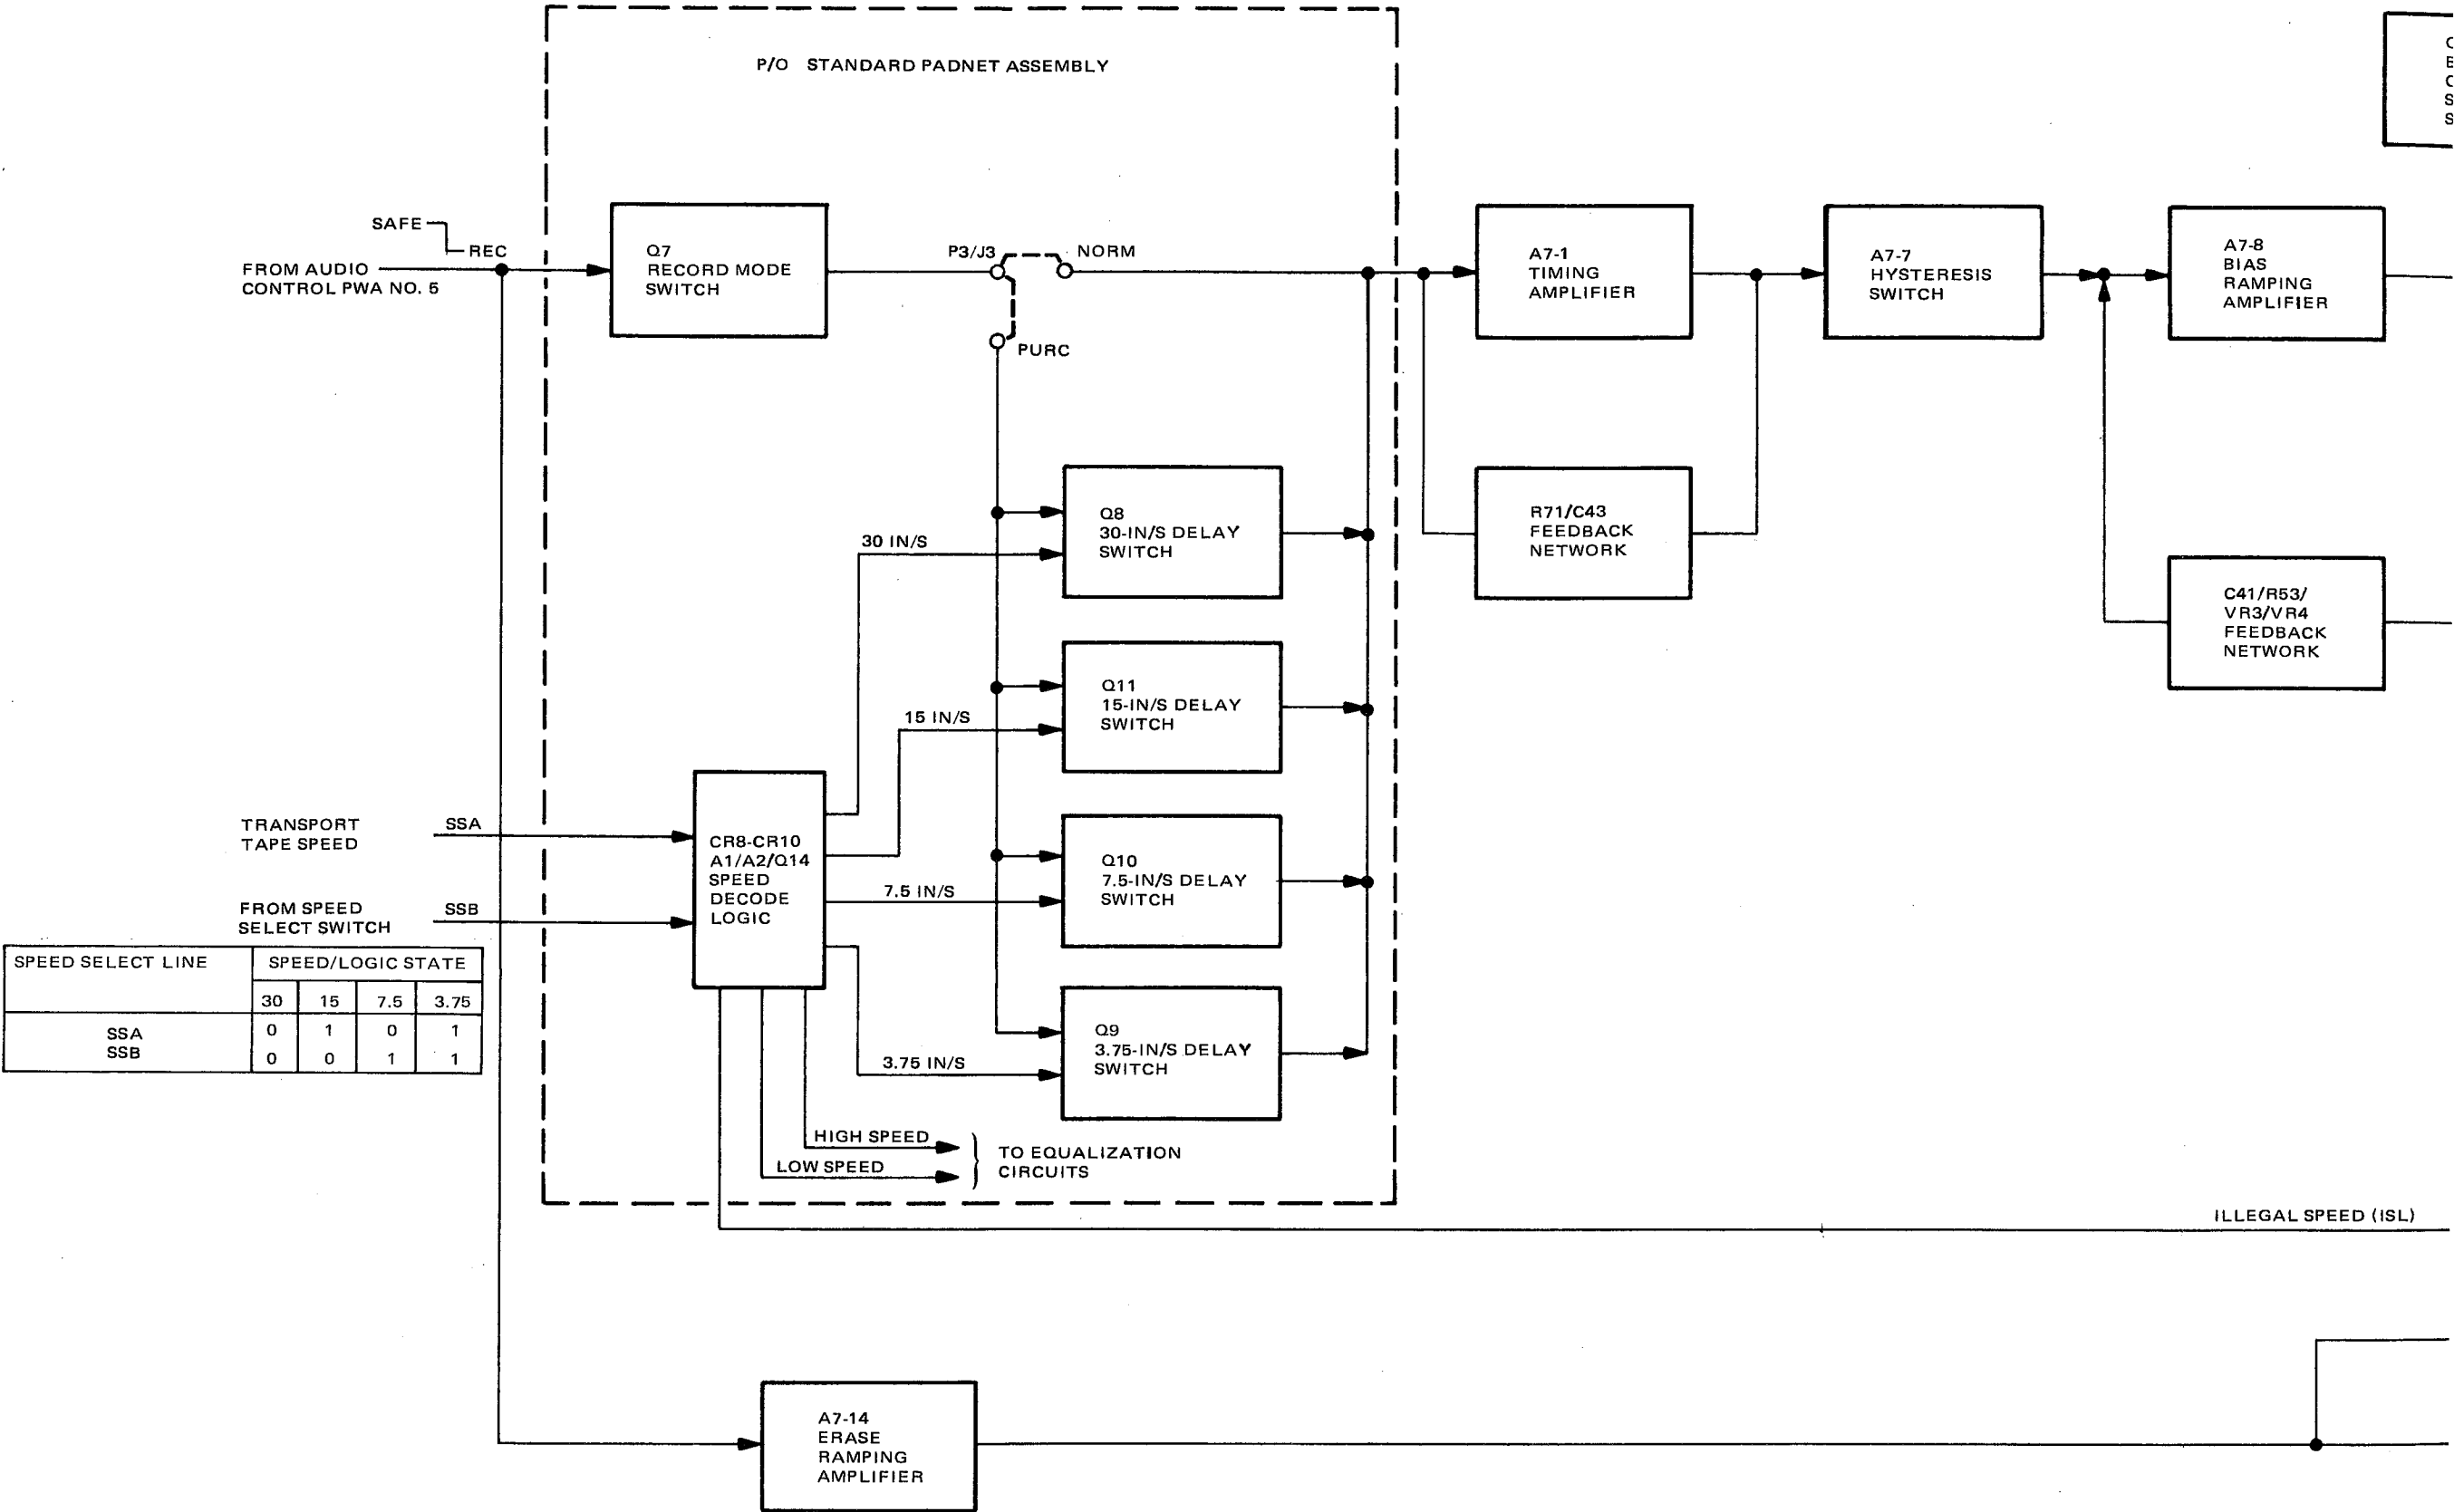 P/O STANDARD PADNET ASSEMBLY
SAFE
REC
FROM AUDIO
CONTROL PWA NO. 5
Q7
RECORD MODE
SWITCH
P3/J3
NORM
PURC
A7-1
TIMING
AMPLIFIER
A7-7
HYSTERESIS
SWITCH
A7-8
BIAS
RAMPING
AMPLIFIER
Q8
30-IN/S DELAY
SWITCH
30 IN/S
R71/C43
FEEDBACK
NETWORK
C41/R53/
VR3/VR4
FEEDBACK
NETWORK
Q11
15-IN/S DELAY
SWITCH
15 IN/S
TRANSPORT
TAPE SPEED
SSA
CR8-CR10
A1/A2/Q14
SPEED
DECODE
LOGIC
Q10
7.5-IN/S DELAY
SWITCH
7.5 IN/S
FROM SPEED
SELECT SWITCH
SSB
SPEED SELECT LINE SPEED/LOGIC STATE
30 15 7.5 3.75
SSA 0 1 0 1
SSB 0 0 1 1
Q9
3.75-IN/S DELAY
SWITCH
3.75 IN/S
HIGH SPEED
LOW SPEED
TO EQUALIZATION
CIRCUITS
ILLEGAL SPEED (ISL)
A7-14
ERASE
RAMPING
AMPLIFIER